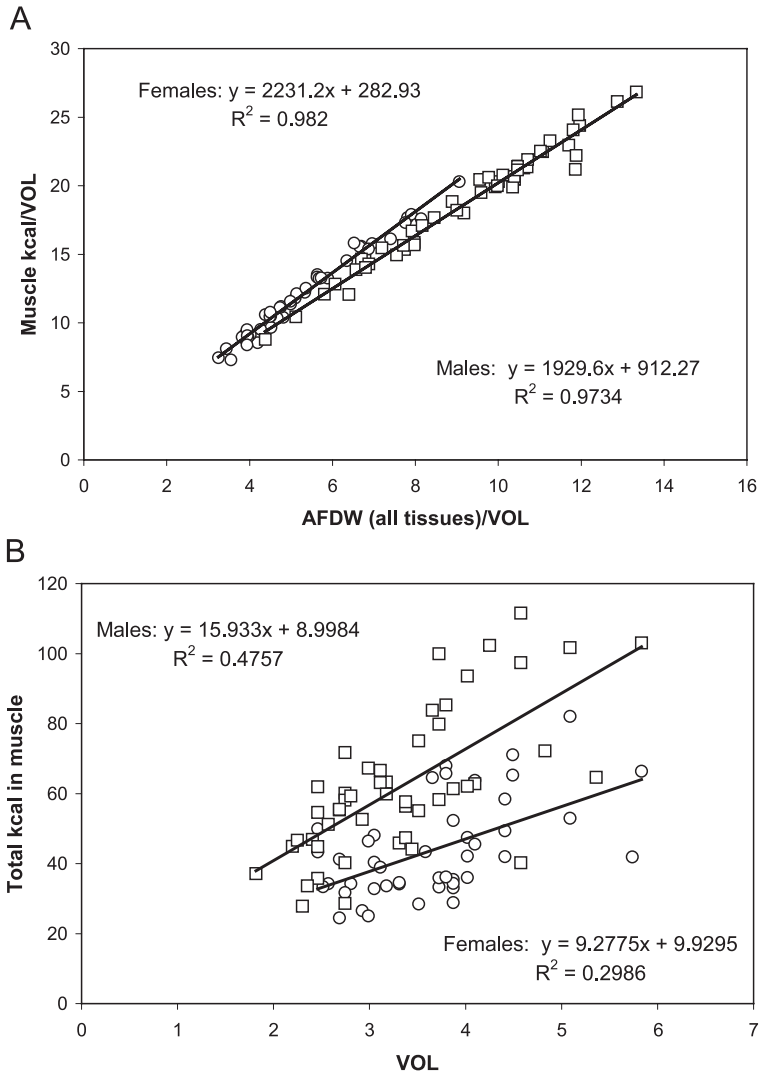 A
30
25
20
15
10
5
0
Muscle kcal/VOL
Females: y = 2231.2x + 282.93
R² = 0.982
Males: y = 1929.6x + 912.27
R² = 0.9734
0 2 4 6 8 10 12 14 16
AFDW (all tissues)/VOL
B
120
100
80
60
40
20
0
Total kcal in muscle
Males: y = 15.933x + 8.9984
R² = 0.4757
Females: y = 9.2775x + 9.9295
R² = 0.2986
0 1 2 3 4 5 6 7
VOL